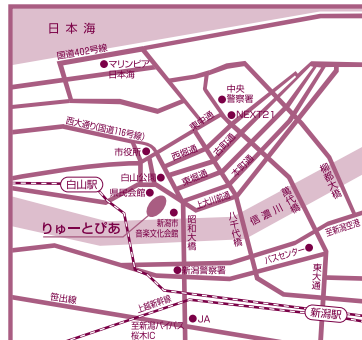 日本海
国道402号線
マリンピア
日本海
中央
警察署
NEXT21
西大通り(国道116号線)
東中通
市役所
西堀通
古町通
白山公園
東堀通
本町通
上大川前通
柳都大橋
白山駅
県民会館
信濃川
萬代橋
りゅーとぴあ
新潟市
音楽文化会館
昭和大橋
八千代橋
至新潟空港
バスセンター
新潟警察署
東大通
笹出線
上越新幹線
新潟駅
至新潟バイパス
桜木IC
JA